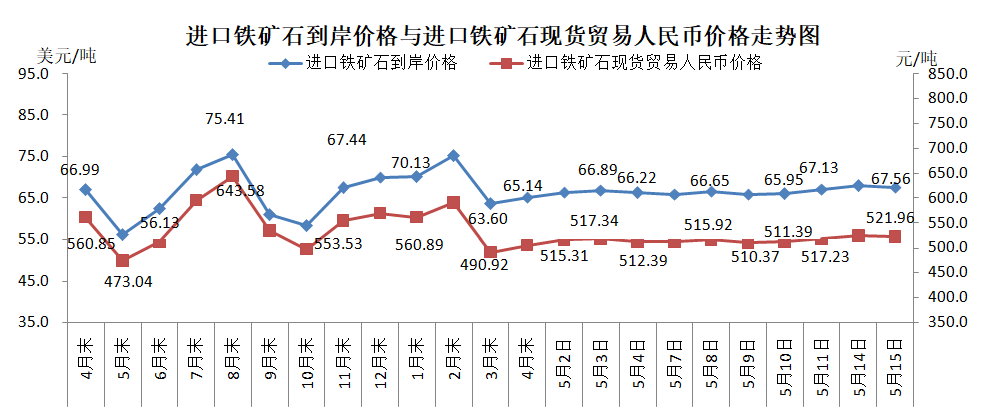 进口铁矿石到岸价格与进口铁矿石现货贸易人民币价格走势图
美元/吨
元/吨
进口铁矿石到岸价格
进口铁矿石现货贸易人民币价格
95.0
85.0
75.0
65.0
55.0
45.0
35.0
850.0
800.0
750.0
700.0
650.0
600.0
550.0
500.0
450.0
400.0
350.0
66.99
56.13
75.41
67.44
70.13
63.60
65.14
66.89
66.22
66.65
65.95
67.13
67.56
560.85
473.04
643.58
553.53
560.89
490.92
515.31
517.34
512.39
515.92
510.37
511.39
517.23
521.96
4月末
5月末
6月末
7月末
8月末
9月末
10月末
11月末
12月末
1月末
2月末
3月末
4月末
5月2日
5月3日
5月4日
5月7日
5月8日
5月9日
5月10日
5月11日
5月14日
5月15日